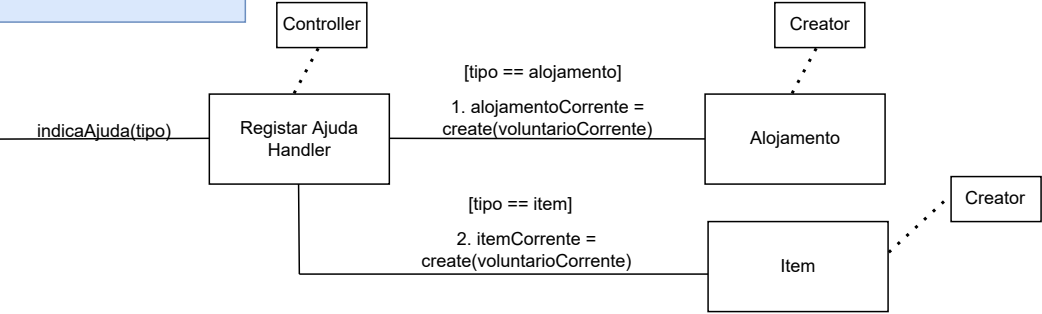 Controller
Creator
[tipo == alojamento]
1. alojamentoCorrente =
create(voluntarioCorrente)
indicaAjuda(tipo)
Registar Ajuda
Handler
Alojamento
[tipo == item]
2. itemCorrente =
create(voluntarioCorrente)
Creator
Item